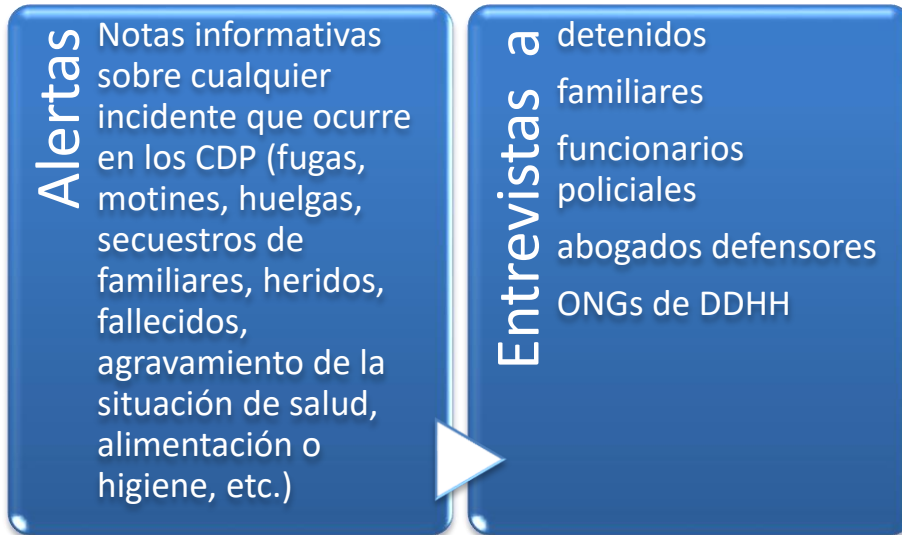 Alertas
Notas informativas
sobre cualquier
incidente que ocurre
en los CDP (fugas,
motines, huelgas,
secuestros de
familiares, heridos,
fallecidos,
agravamiento de la
situación de salud,
alimentación o
higiene, etc.)
Entrevistas a
detenidos
familiares
funcionarios
policiales
abogados defensores
ONGs de DDHH